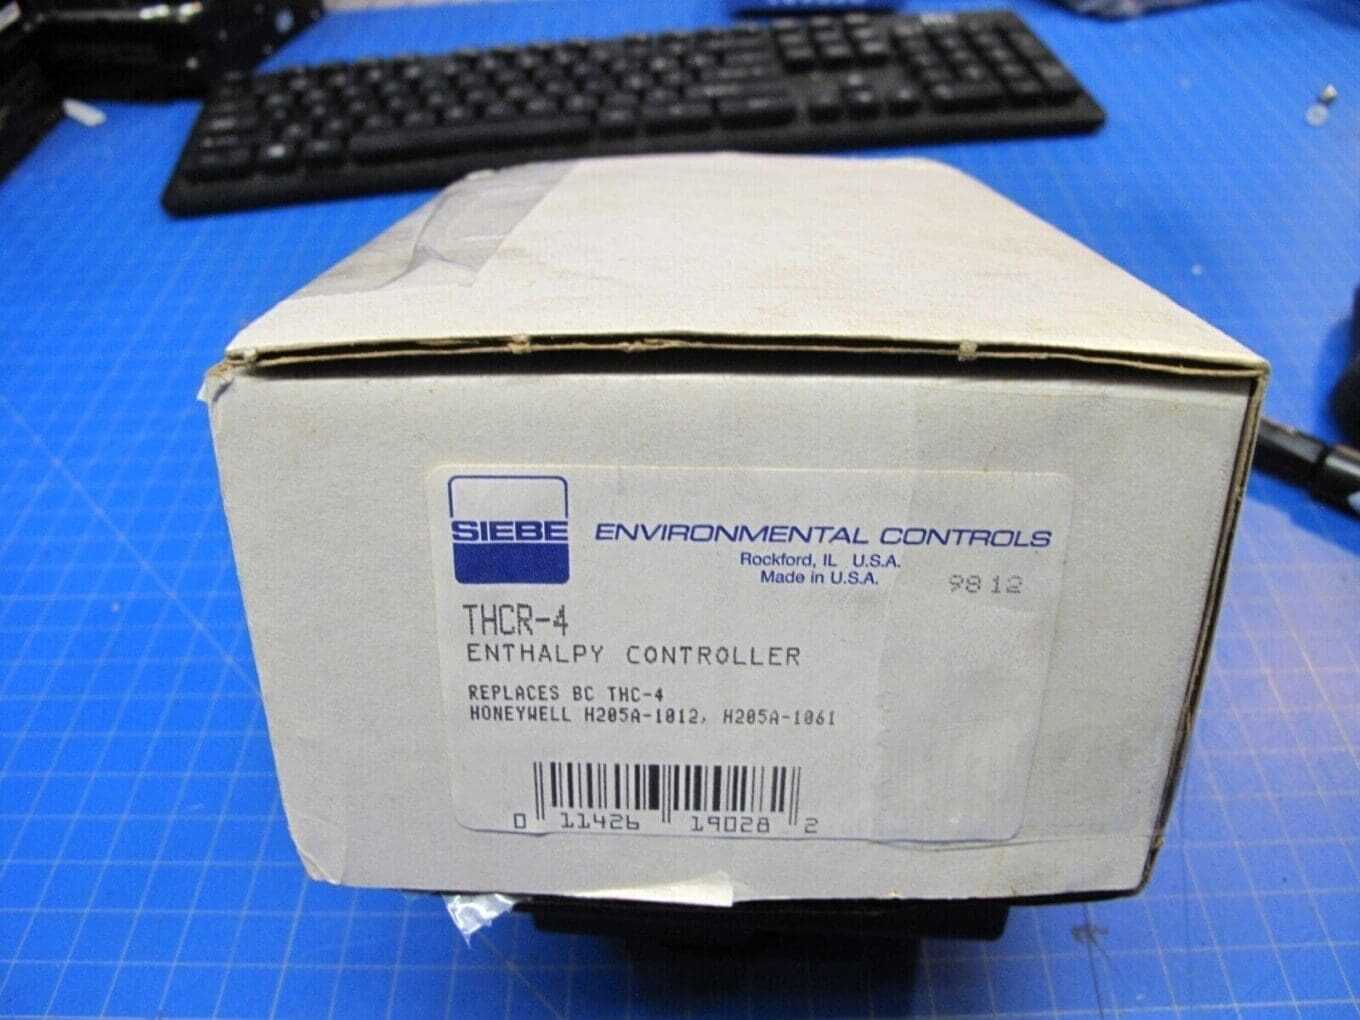 SIEBE
ENVIRONMENTAL CONTROLS
Rockford, IL U.S.A.
Made in U.S.A.
9812
THCR-4
ENTHALPY CONTROLLER
REPLACES BC THC-4
HONEYWELL H205A-1012, H205A-1061
0 11426 19028 2